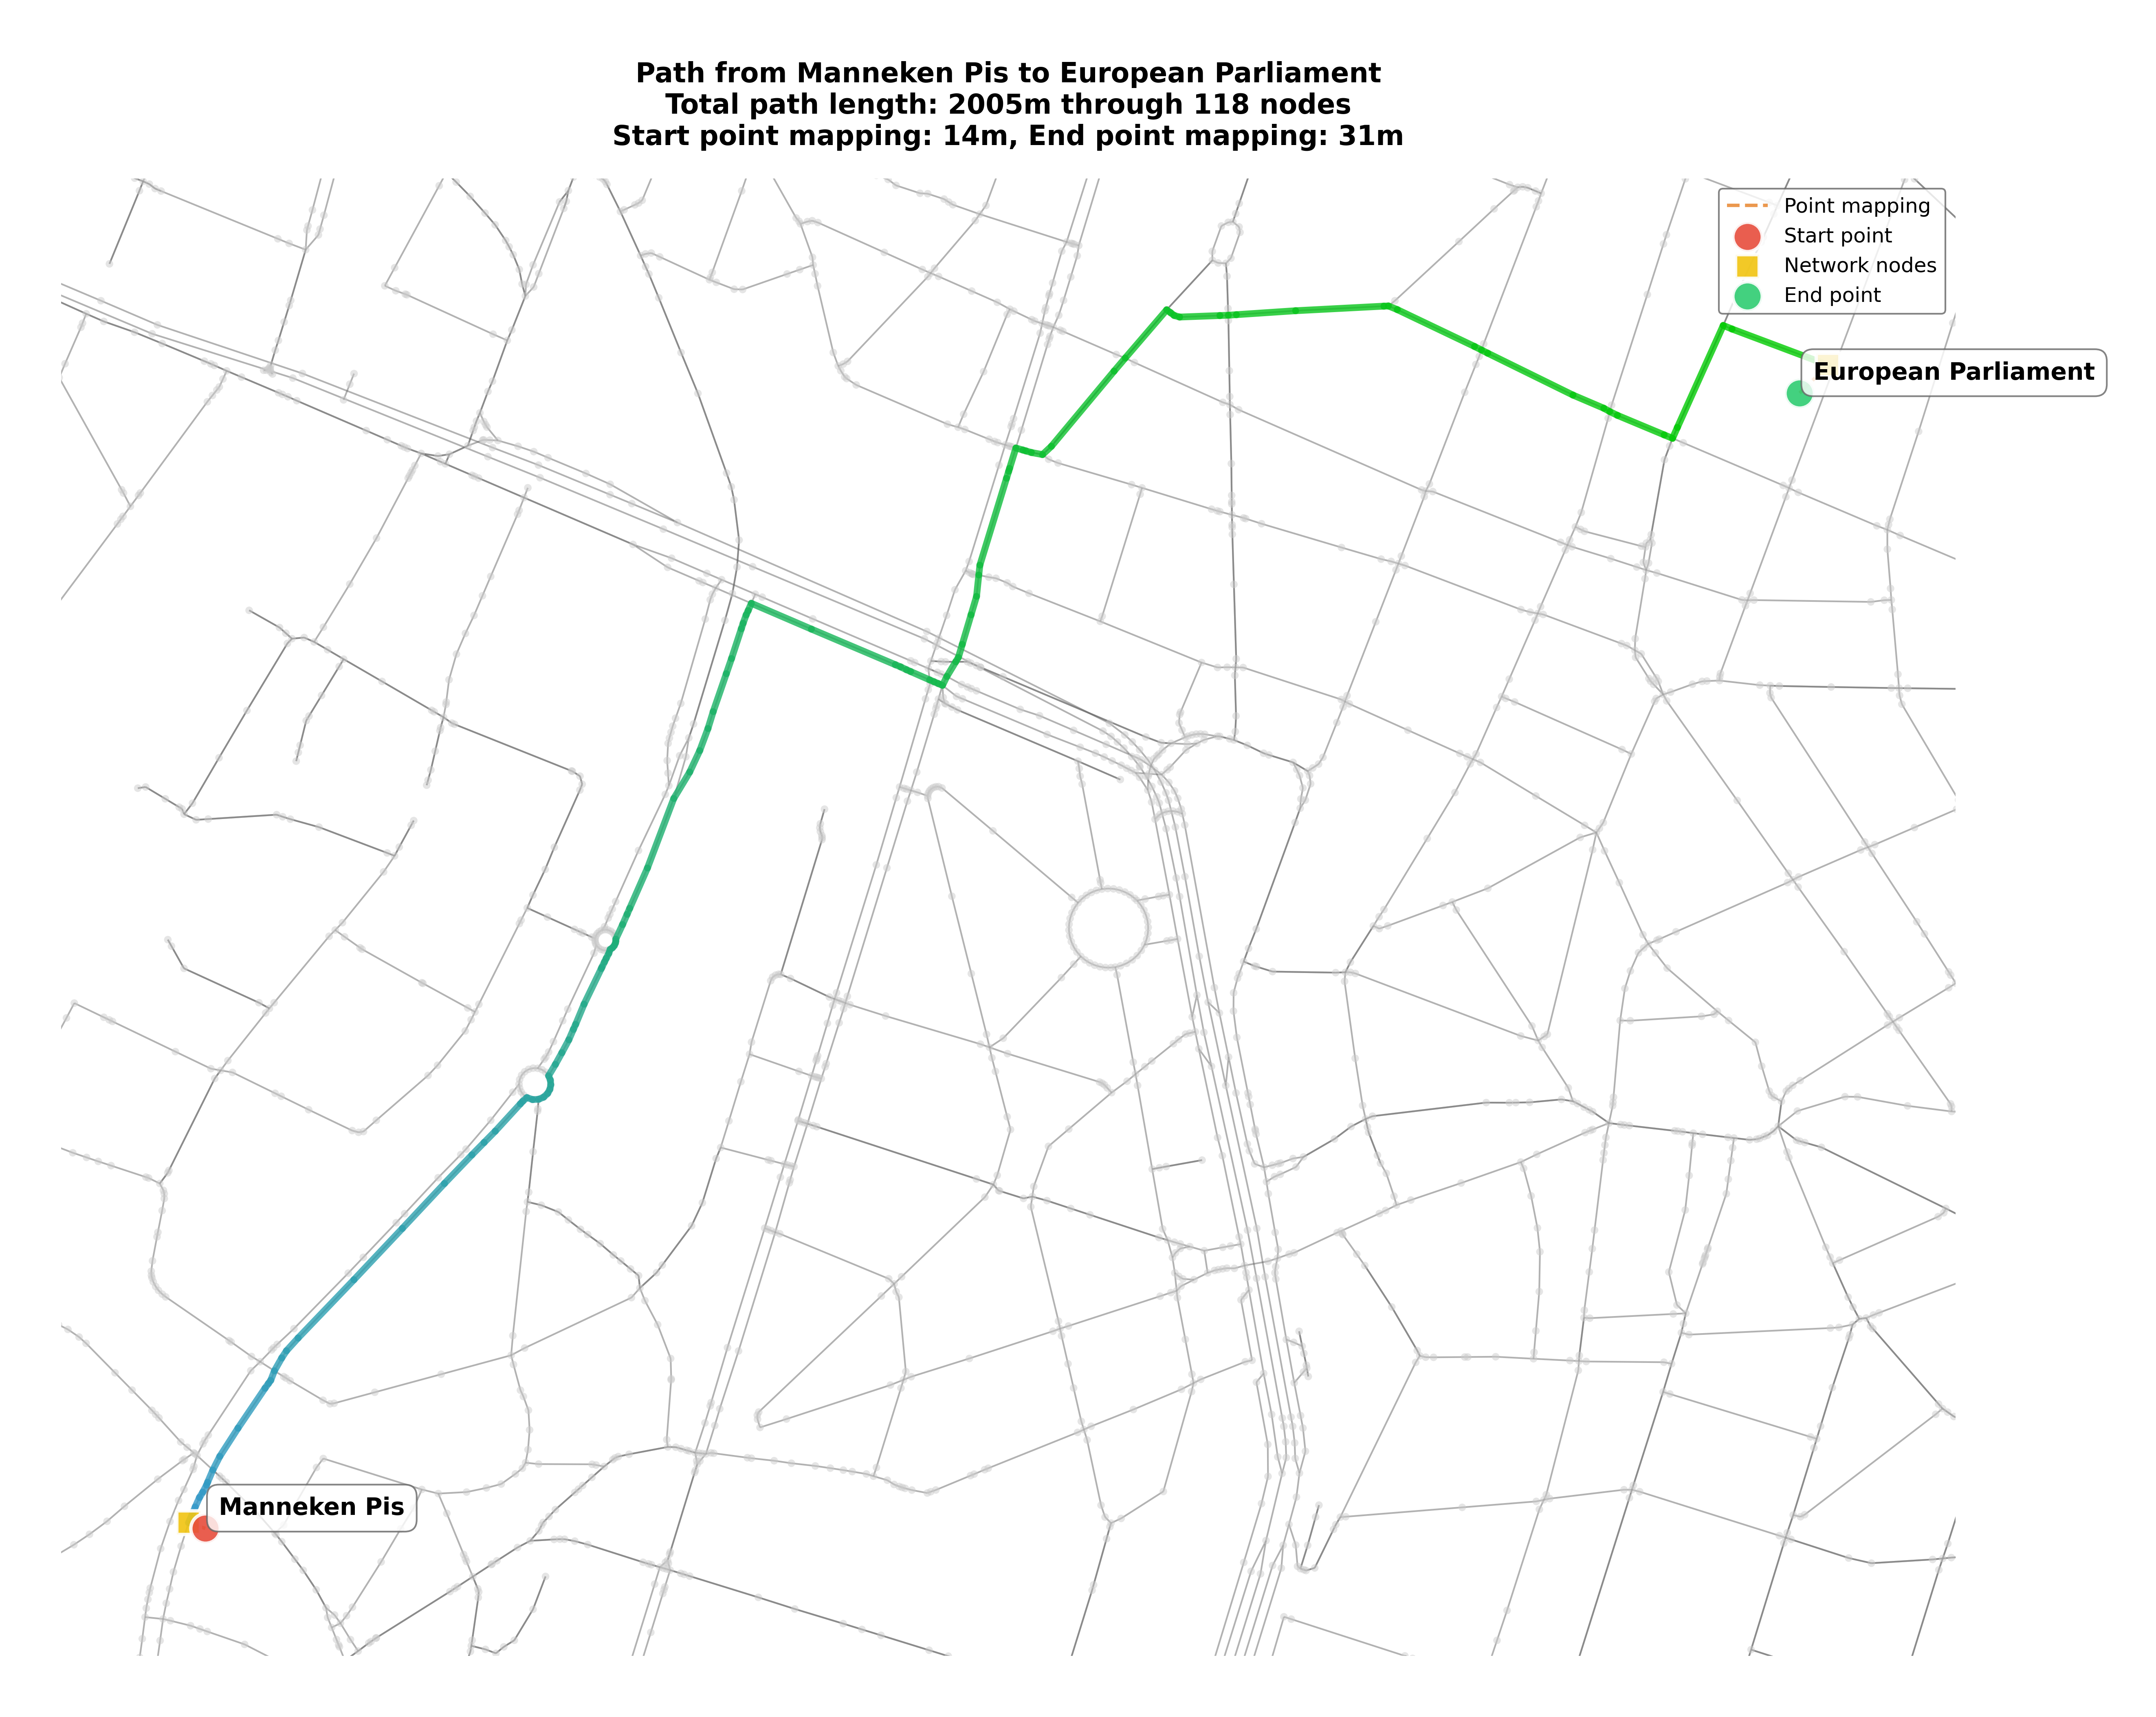 Path from Manneken Pis to European Parliament
Total path length: 2005m through 118 nodes
Start point mapping: 14m, End point mapping: 31m
Point mapping
Start point
Network nodes
End point
European Parliament
Manneken Pis